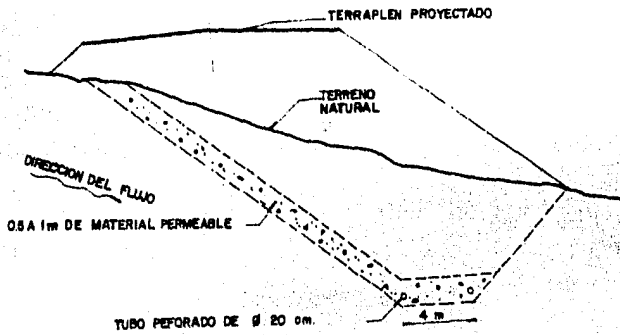 TERRAPLEN PROYECTADO
TERRENO
NATURAL
DIRECCION DEL FLUJO
0.5 A 1m DE MATERIAL PERMEABLE
4 m
TUBO PEFORADO DE Ø 20 cm.